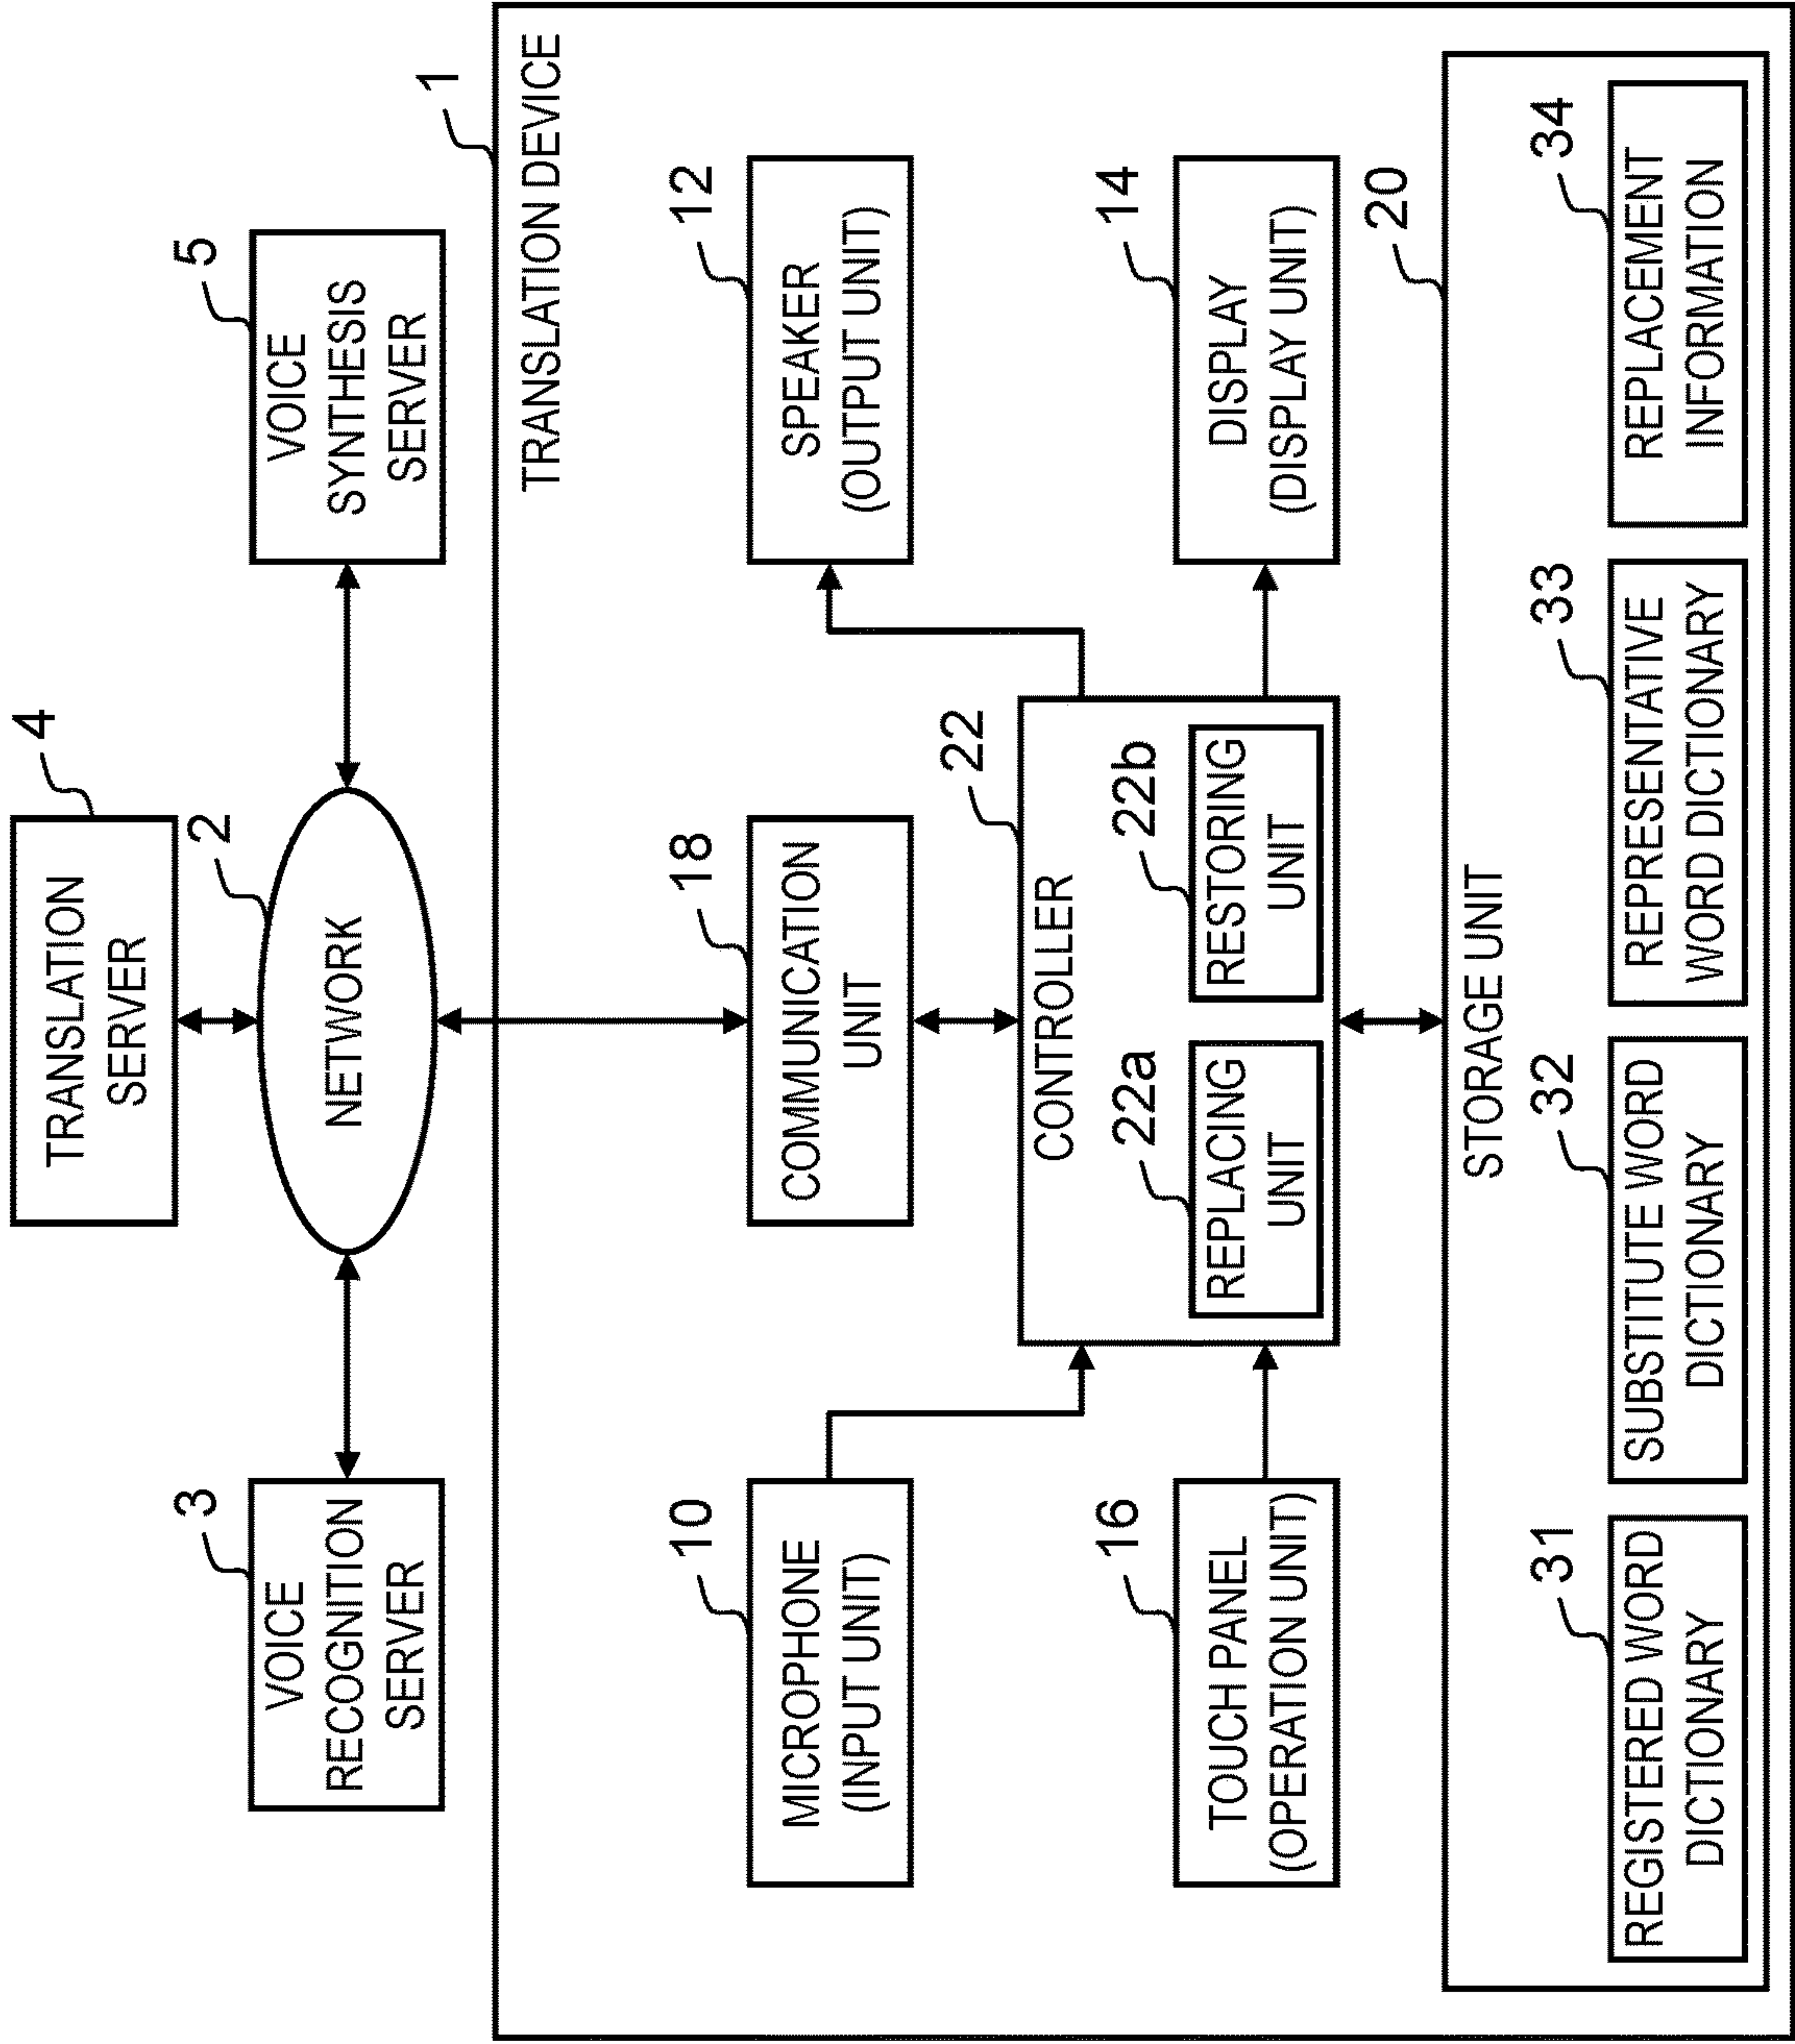 4
TRANSLATION
SERVER
3
VOICE
RECOGNITION
SERVER
2
NETWORK
5
VOICE
SYNTHESIS
SERVER
1
TRANSLATION DEVICE
10
MICROPHONE
(INPUT UNIT)
18
COMMUNICATION
UNIT
12
SPEAKER
(OUTPUT UNIT)
22
CONTROLLER
16
TOUCH PANEL
(OPERATION UNIT)
22a
REPLACING
UNIT
22b
RESTORING
UNIT
14
DISPLAY
(DISPLAY UNIT)
20
STORAGE UNIT
31
REGISTERED WORD
DICTIONARY
32
SUBSTITUTE WORD
DICTIONARY
33
REPRESENTATIVE
WORD DICTIONARY
34
REPLACEMENT
INFORMATION